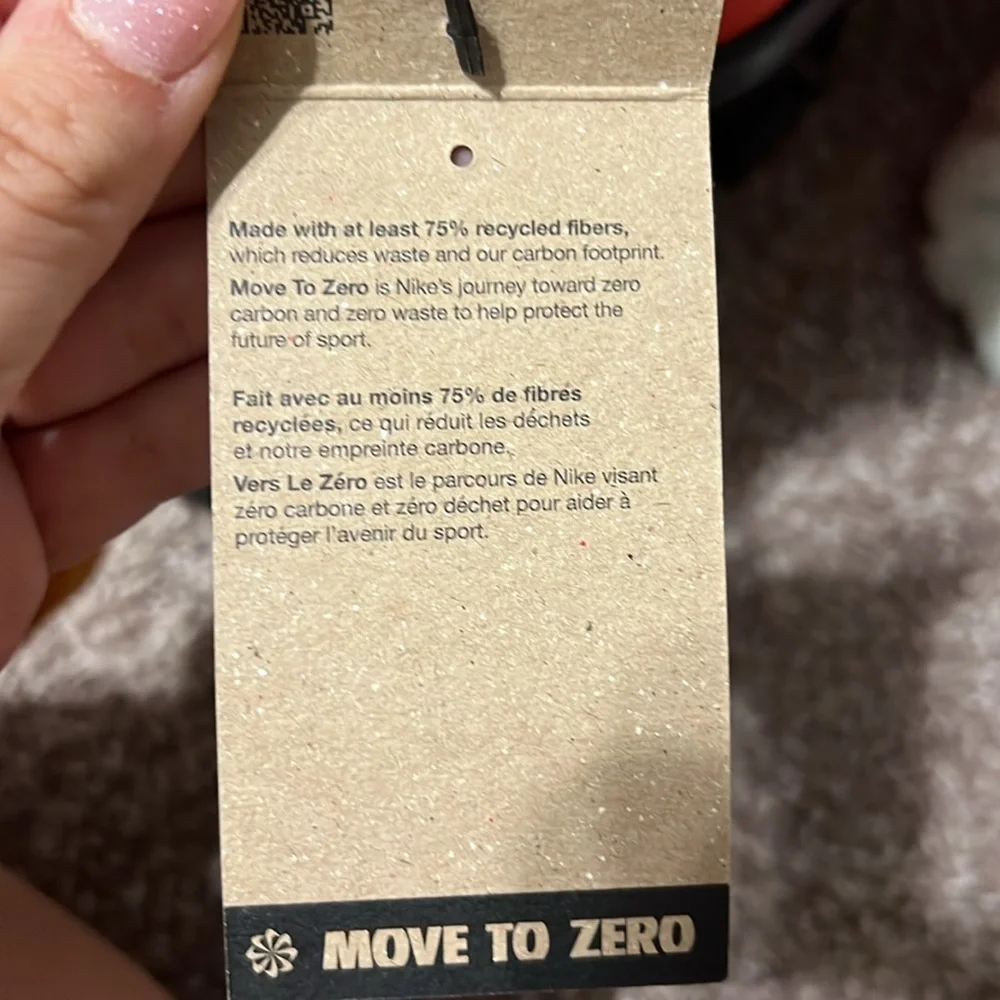 Made with at least 75% recycled fibers,
which reduces waste and our carbon footprint.
Move To Zero is Nike's journey toward zero
carbon and zero waste to help protect the
future of sport.
Fait avec au moins 75% de fibres
recyclées, ce qui réduit les déchets
et notre empreinte carbone.
Vers Le Zéro est le parcours de Nike visant
zéro carbone et zéro déchet pour aider à
protéger l'avenir du sport.
MOVE TO ZERO